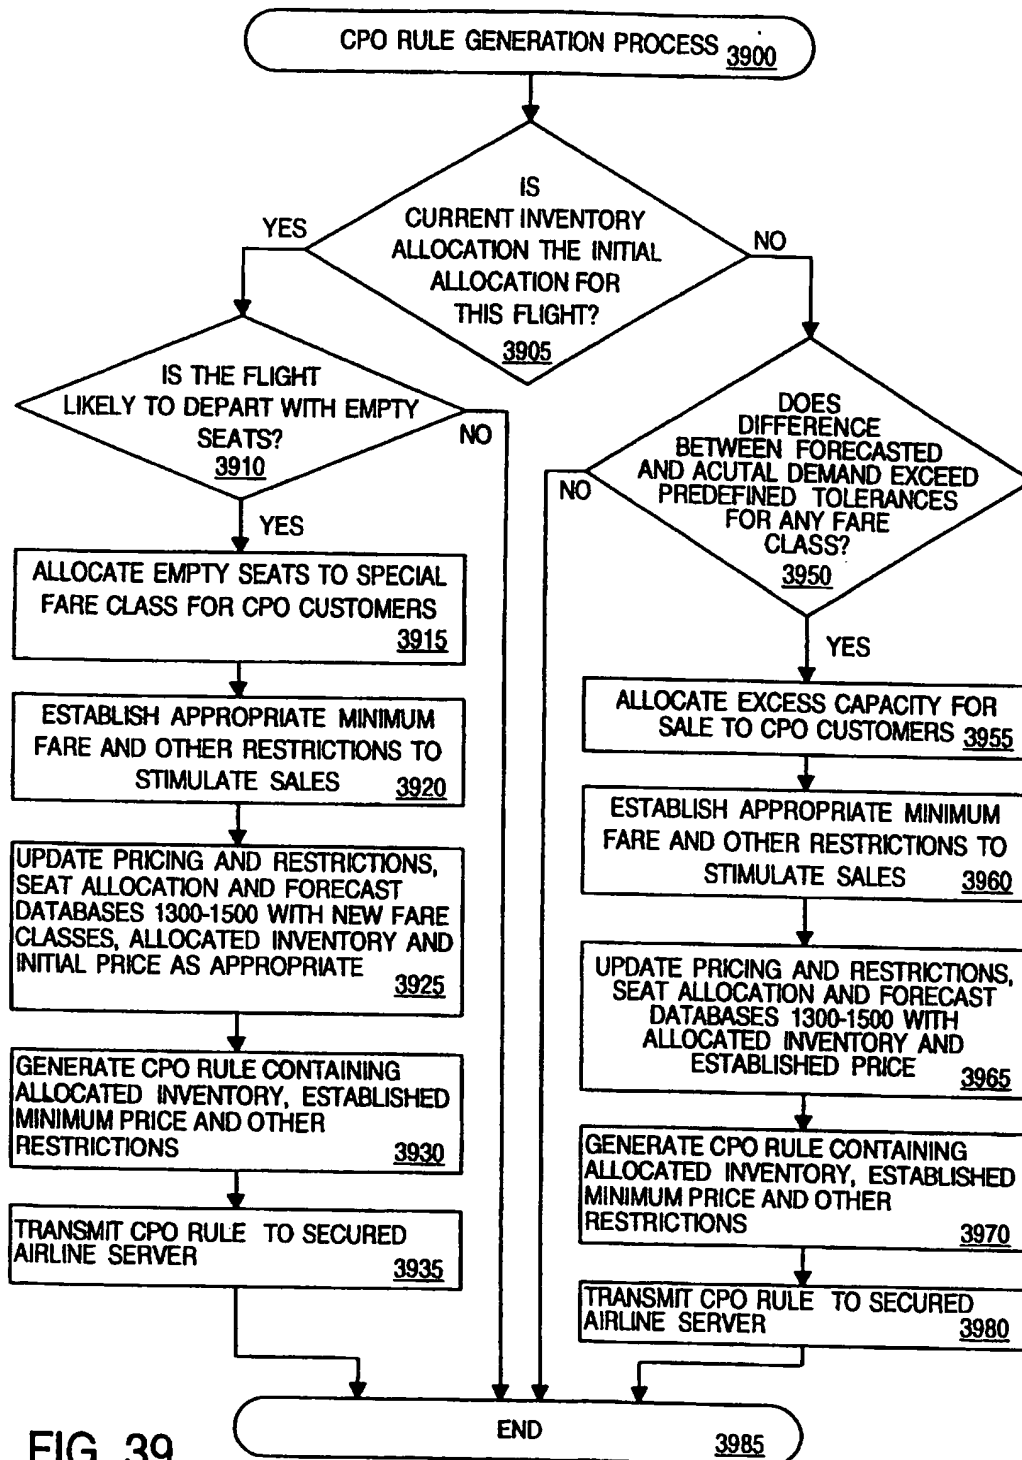 CPO RULE GENERATION PROCESS 3900
IS
CURRENT INVENTORY
ALLOCATION THE INITIAL
ALLOCATION FOR
THIS FLIGHT?
3905
YES
NO
IS THE FLIGHT
LIKELY TO DEPART WITH EMPTY
SEATS?
3910
NO
YES
ALLOCATE EMPTY SEATS TO SPECIAL
FARE CLASS FOR CPO CUSTOMERS
3915
ESTABLISH APPROPRIATE MINIMUM
FARE AND OTHER RESTRICTIONS TO
STIMULATE SALES 3920
UPDATE PRICING AND RESTRICTIONS,
SEAT ALLOCATION AND FORECAST
DATABASES 1300-1500 WITH NEW FARE
CLASSES, ALLOCATED INVENTORY AND
INITIAL PRICE AS APPROPRIATE
3925
GENERATE CPO RULE CONTAINING
ALLOCATED INVENTORY, ESTABLISHED
MINIMUM PRICE AND OTHER
RESTRICTIONS 3930
TRANSMIT CPO RULE TO SECURED
AIRLINE SERVER 3935
DOES
DIFFERENCE
BETWEEN FORECASTED
AND ACUTAL DEMAND EXCEED
PREDEFINED TOLERANCES
FOR ANY FARE
CLASS?
3950
NO
YES
ALLOCATE EXCESS CAPACITY FOR
SALE TO CPO CUSTOMERS 3955
ESTABLISH APPROPRIATE MINIMUM
FARE AND OTHER RESTRICTIONS TO
STIMULATE SALES 3960
UPDATE PRICING AND RESTRICTIONS,
SEAT ALLOCATION AND FORECAST
DATABASES 1300-1500 WITH
ALLOCATED INVENTORY AND
ESTABLISHED PRICE 3965
GENERATE CPO RULE CONTAINING
ALLOCATED INVENTORY, ESTABLISHED
MINIMUM PRICE AND OTHER
RESTRICTIONS 3970
TRANSMIT CPO RULE TO SECURED
AIRLINE SERVER 3980
END 3985
FIG. 39